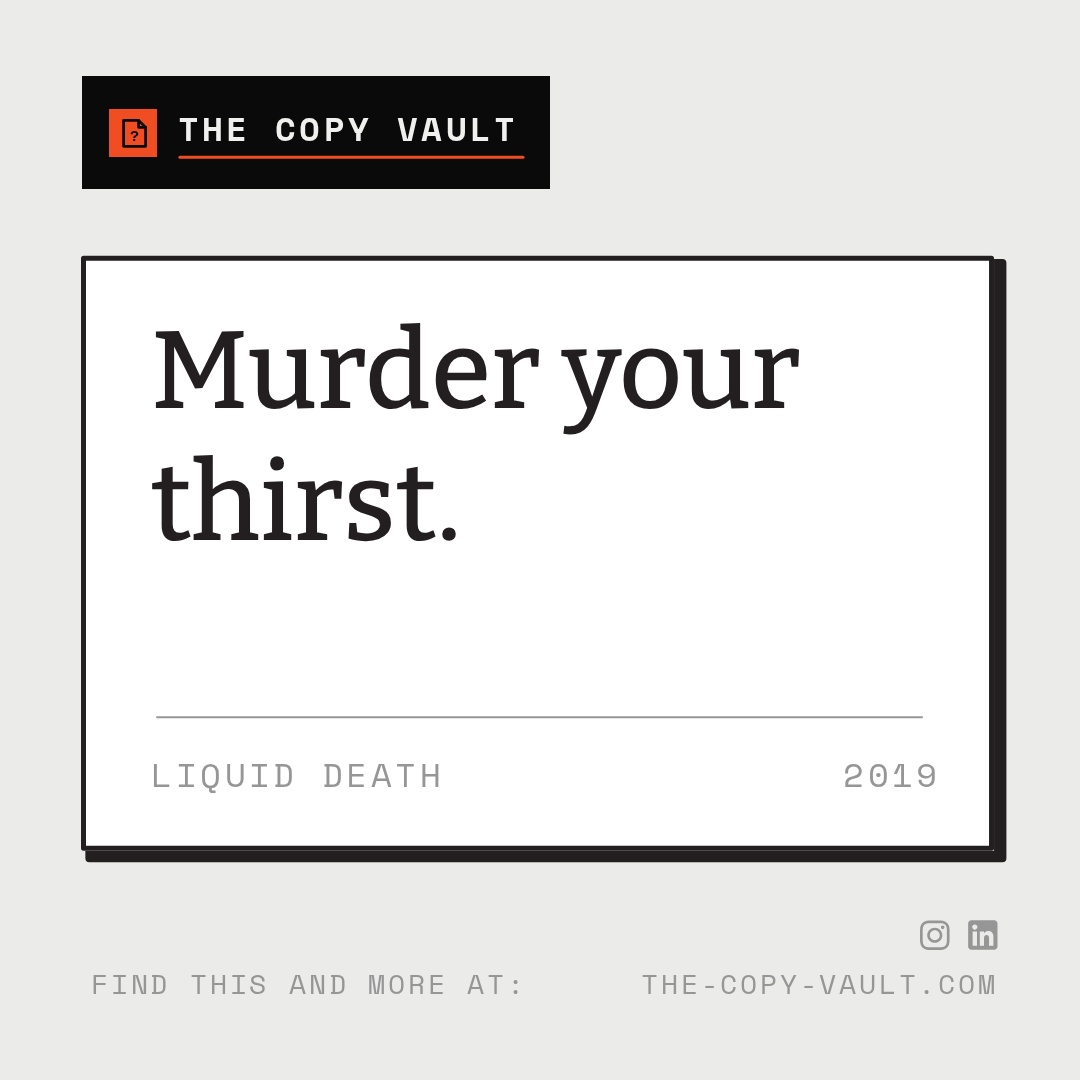 THE COPY VAULT
Murder your
thirst.
LIQUID DEATH 2019
FIND THIS AND MORE AT: THE-COPY-VAULT.COM